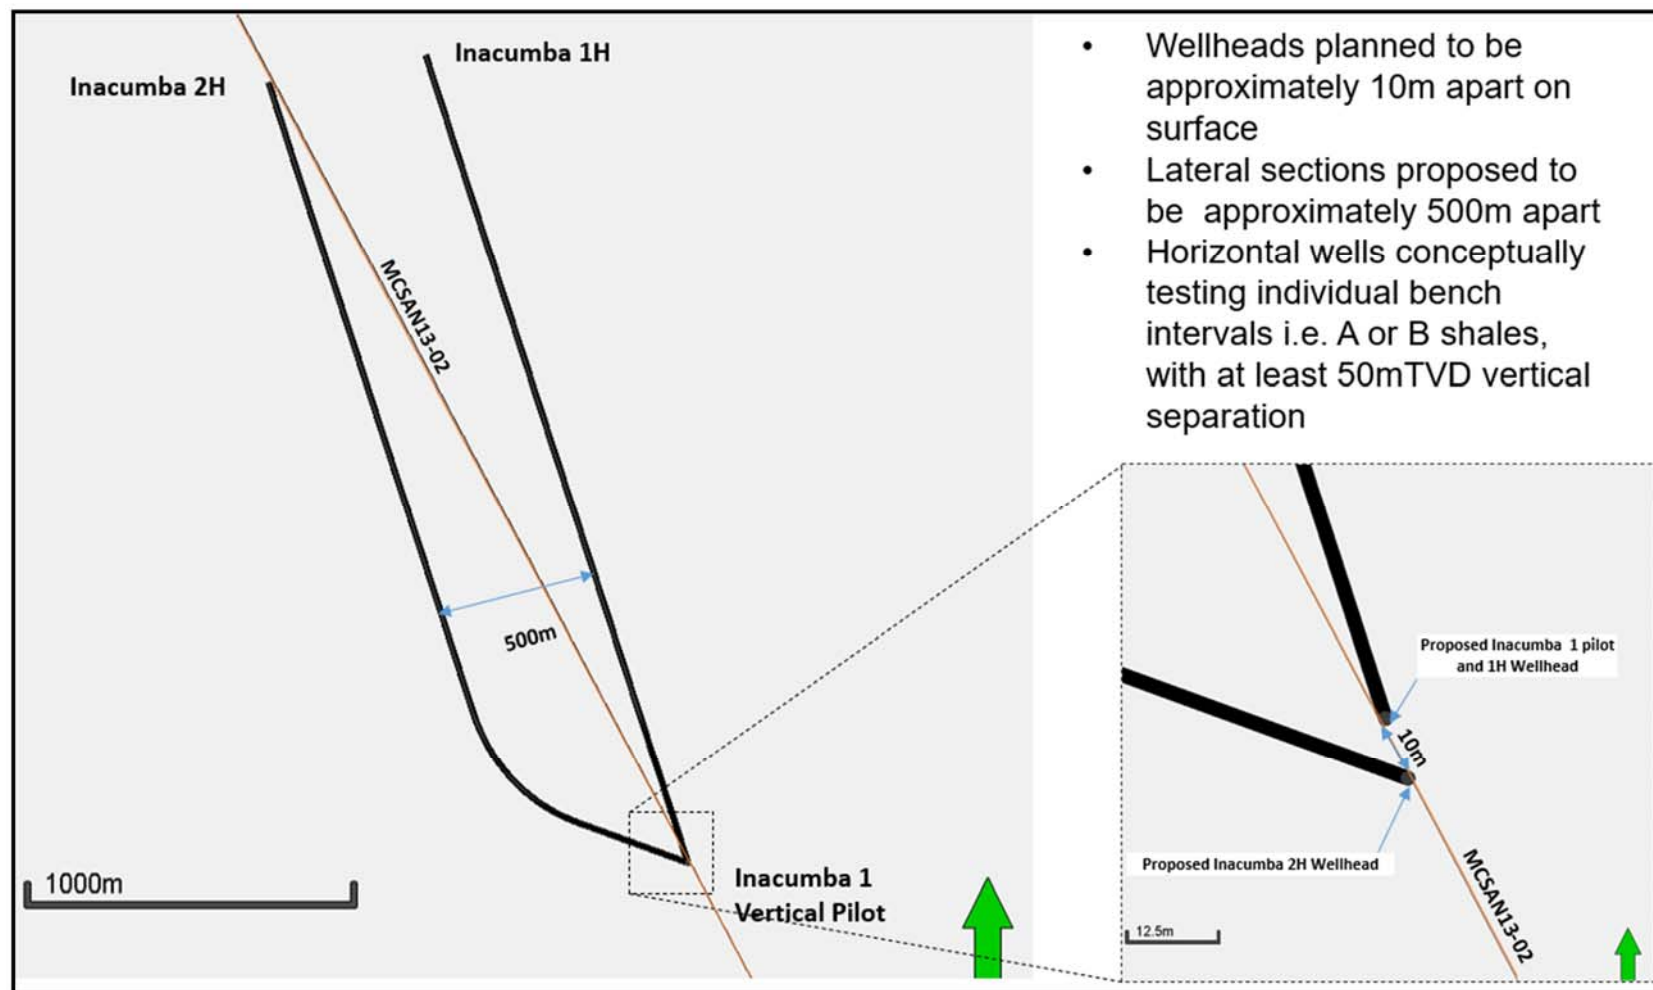 Inacumba 2H
Inacumba 1H
MCSAN13-02
500m
1000m
Inacumba 1
Vertical Pilot
• Wellheads planned to be
approximately 10m apart on
surface
• Lateral sections proposed to
be  approximately 500m apart
• Horizontal wells conceptually
testing individual bench
intervals i.e. A or B shales,
with at least 50mTVD vertical
separation
Proposed Inacumba  1 pilot
and 1H Wellhead
10m
Proposed Inacumba 2H Wellhead
MCSAN13-02
12.5m